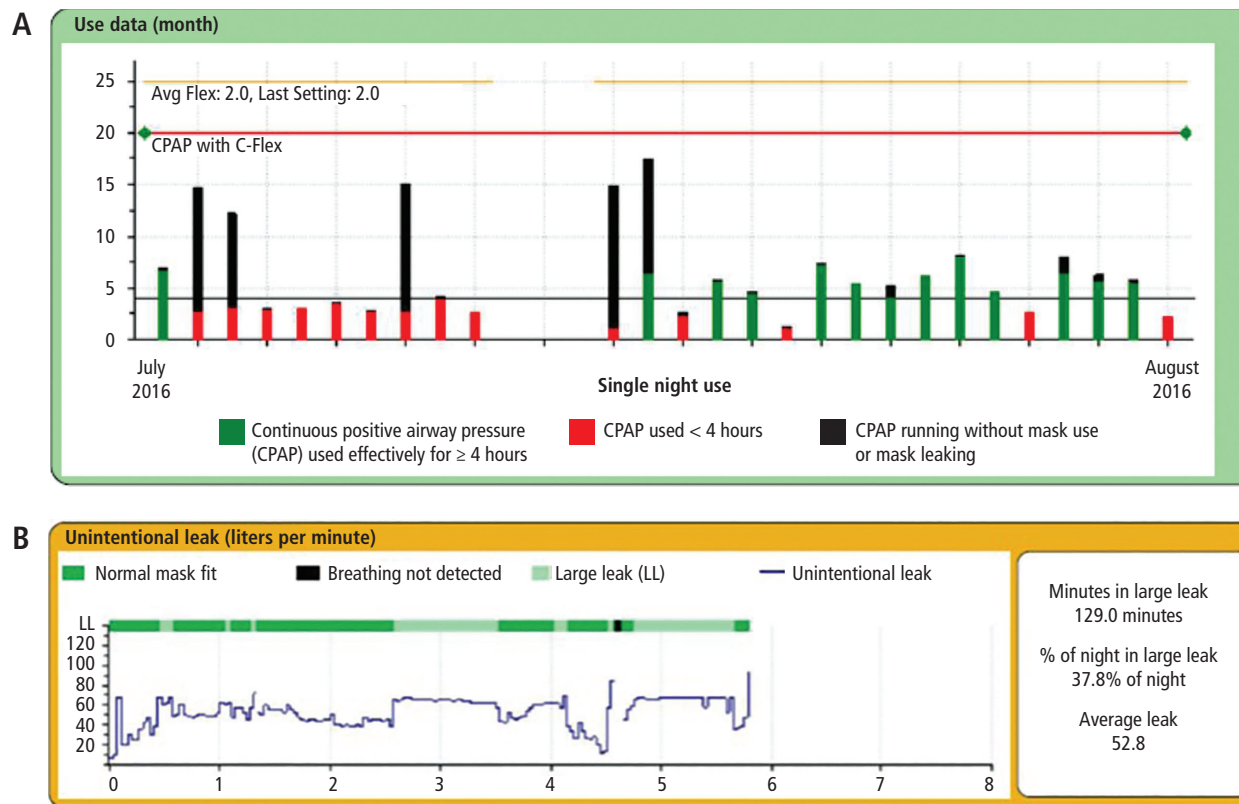 A
Use data (month)
25
Avg Flex: 2.0, Last Setting: 2.0
20
CPAP with C-Flex
15
10
5
0
July
2016
August
2016
Single night use
Continuous positive airway pressure
(CPAP) used effectively for ≥ 4 hours
CPAP used < 4 hours
CPAP running without mask use
or mask leaking
B
Unintentional leak (liters per minute)
Normal mask fit
Breathing not detected
Large leak (LL)
Unintentional leak
LL
120
100
80
60
40
20
0 1 2 3 4 5 6 7 8
Minutes in large leak
129.0 minutes
% of night in large leak
37.8% of night
Average leak
52.8